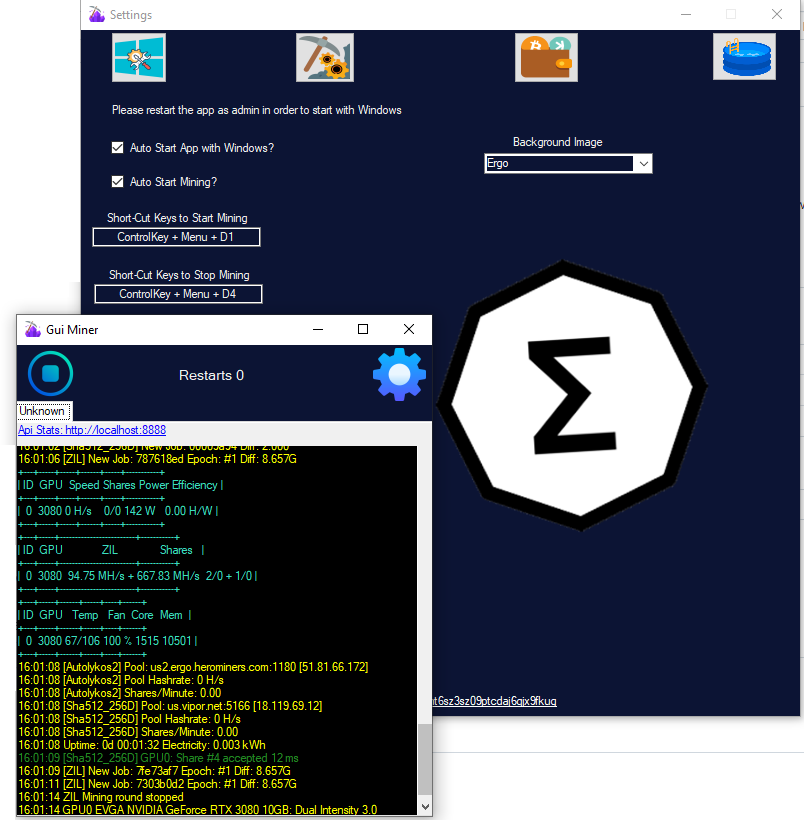 Settings
Please restart the app as admin in order to start with Windows
Auto Start App with Windows?
Background Image
Ergo
Auto Start Mining?
Short-Cut Keys to Start Mining
ControlKey + Menu + D1
Short-Cut Keys to Stop Mining
ControlKey + Menu + D4
Gui Miner
Restarts 0
Unknown
Api Stats: http://localhost:8888
16:01:02 [Sha512_256D] New Job: Diff: 2.000
16:01:06 [ZIL] New Job: 787618ed Epoch: #1 Diff: 8.657G
| ID GPU Speed Shares Power Efficiency |
| 0 3080 0 H/s 0/0 142 W 0.00 H/W |
| ID GPU ZIL Shares |
| 0 3080 94.75 MH/s + 667.83 MH/s 2/0 + 1/0 |
| ID GPU Temp Fan Core Mem |
| 0 3080 67/106 100 % 1515 10501 |
16:01:08 [Autolykos2] Pool: us2.ergo.herominers.com:1180 [51.81.66.172]
16:01:08 [Autolykos2] Pool Hashrate: 0 H/s
16:01:08 [Autolykos2] Shares/Minute: 0.00
16:01:08 [Sha512_256D] Pool: us.vipor.net:5166 [18.119.69.12]
16:01:08 [Sha512_256D] Pool Hashrate: 0 H/s
16:01:08 [Sha512_256D] Shares/Minute: 0.00
16:01:08 Uptime: 0d 00:01:32 Electricity: 0.003 kWh
16:01:09 [Sha512_256D] GPU0: Share #4 accepted 12 ms
16:01:09 [ZIL] New Job: 7fe73af7 Epoch: #1 Diff: 8.657G
16:01:11 [ZIL] New Job: 7303b0d2 Epoch: #1 Diff: 8.657G
16:01:14 ZIL Mining round stopped
16:01:14 GPU0 EVGA NVIDIA GeForce RTX 3080 10GB: Dual Intensity 3.0